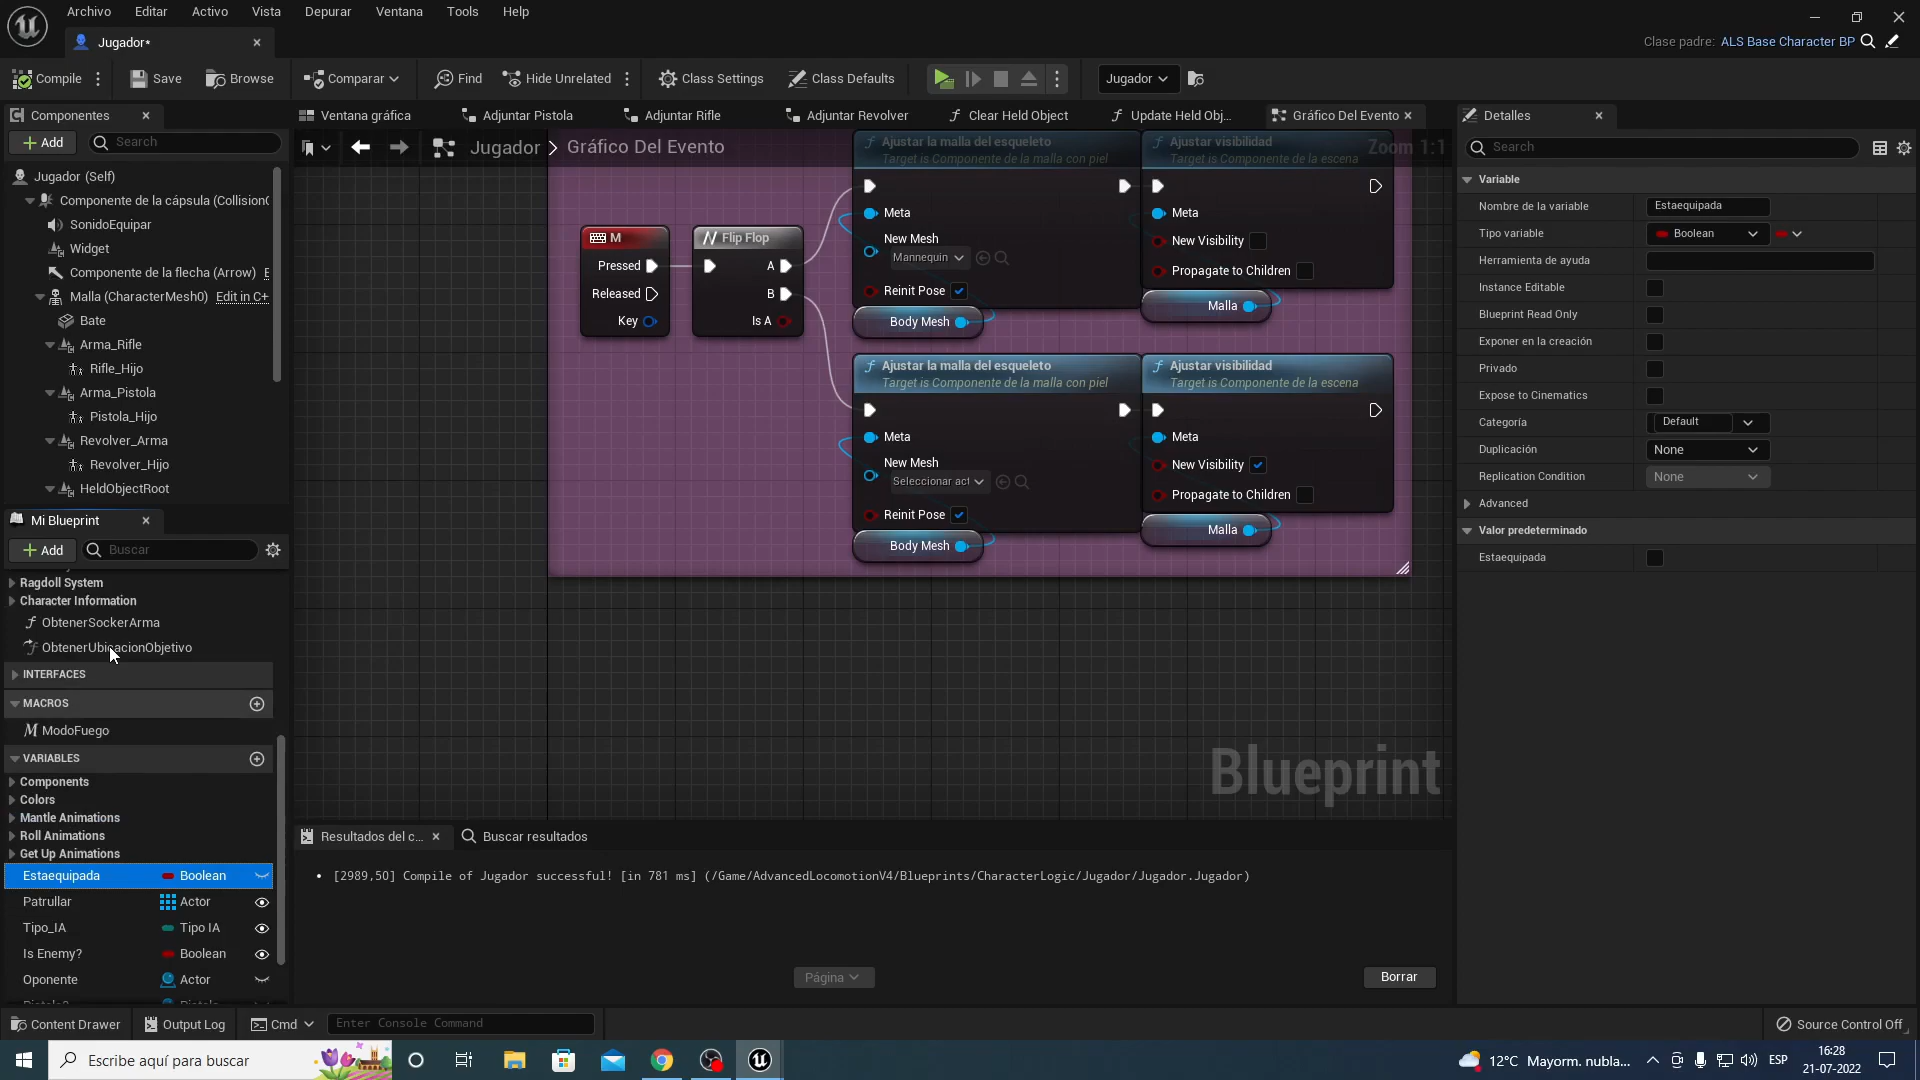 Archivo Editar Activo Vista Depurar Ventana Tools Help
Jugador*
Clase padre: ALS Base Character BP
Compile Save Browse Comparar Find Hide Unrelated Class Settings Class Defaults Jugador
Componentes
Ventana gráfica Adjuntar Pistola Adjuntar Rifle Adjuntar Revolver Clear Held Object Update Held Obj... Gráfico Del Evento
Detalles
Add Search
Jugador Gráfico Del Evento Zoom 1:1
Search
Jugador (Self)
Componente de la cápsula (Collision
SonidoEquipar
Widget
Componente de la flecha (Arrow)
Malla (CharacterMesh0) Edit in C+
Bate
Arma_Rifle
Rifle_Hijo
Arma_Pistola
Pistola_Hijo
Revolver_Arma
Revolver_Hijo
HeldObjectRoot
Mi Blueprint
Add Buscar
Ragdoll System
Character Information
ObtenerSockerArma
ObtenerUbicacionObjetivo
INTERFACES
MACROS
ModoFuego
VARIABLES
Components
Colors
Mantle Animations
Roll Animations
Get Up Animations
Estaequipada Boolean
Patrullar Actor
Tipo_IA Tipo IA
Is Enemy? Boolean
Oponente Actor
M
Pressed
Released
Key
Flip Flop
A
B
Is A
Ajustar la malla del esqueleto
Target is Componente de la malla con piel
Meta
New Mesh
Mannequin
Reinit Pose
Body Mesh
Ajustar visibilidad
Target is Componente de la escena
Meta
New Visibility
Propagate to Children
Malla
Ajustar la malla del esqueleto
Target is Componente de la malla con piel
Meta
New Mesh
Seleccionar act
Reinit Pose
Body Mesh
Ajustar visibilidad
Target is Componente de la escena
Meta
New Visibility
Propagate to Children
Malla
Blueprint
Resultados del c... Buscar resultados
• [2989,50] Compile of Jugador successful! [in 781 ms] (/Game/AdvancedLocomotionV4/Blueprints/CharacterLogic/Jugador/Jugador.Jugador)
Página Borrar
Variable
Nombre de la variable Estaequipada
Tipo variable Boolean
Herramienta de ayuda
Instance Editable
Blueprint Read Only
Exponer en la creación
Privado
Expose to Cinematics
Categoría Default
Duplicación None
Replication Condition None
Advanced
Valor predeterminado
Estaequipada
Content Drawer Output Log Cmd Enter Console Command Source Control Off
Escribe aquí para buscar
12°C Mayorm. nubla... ESP
16:28
21-07-2022